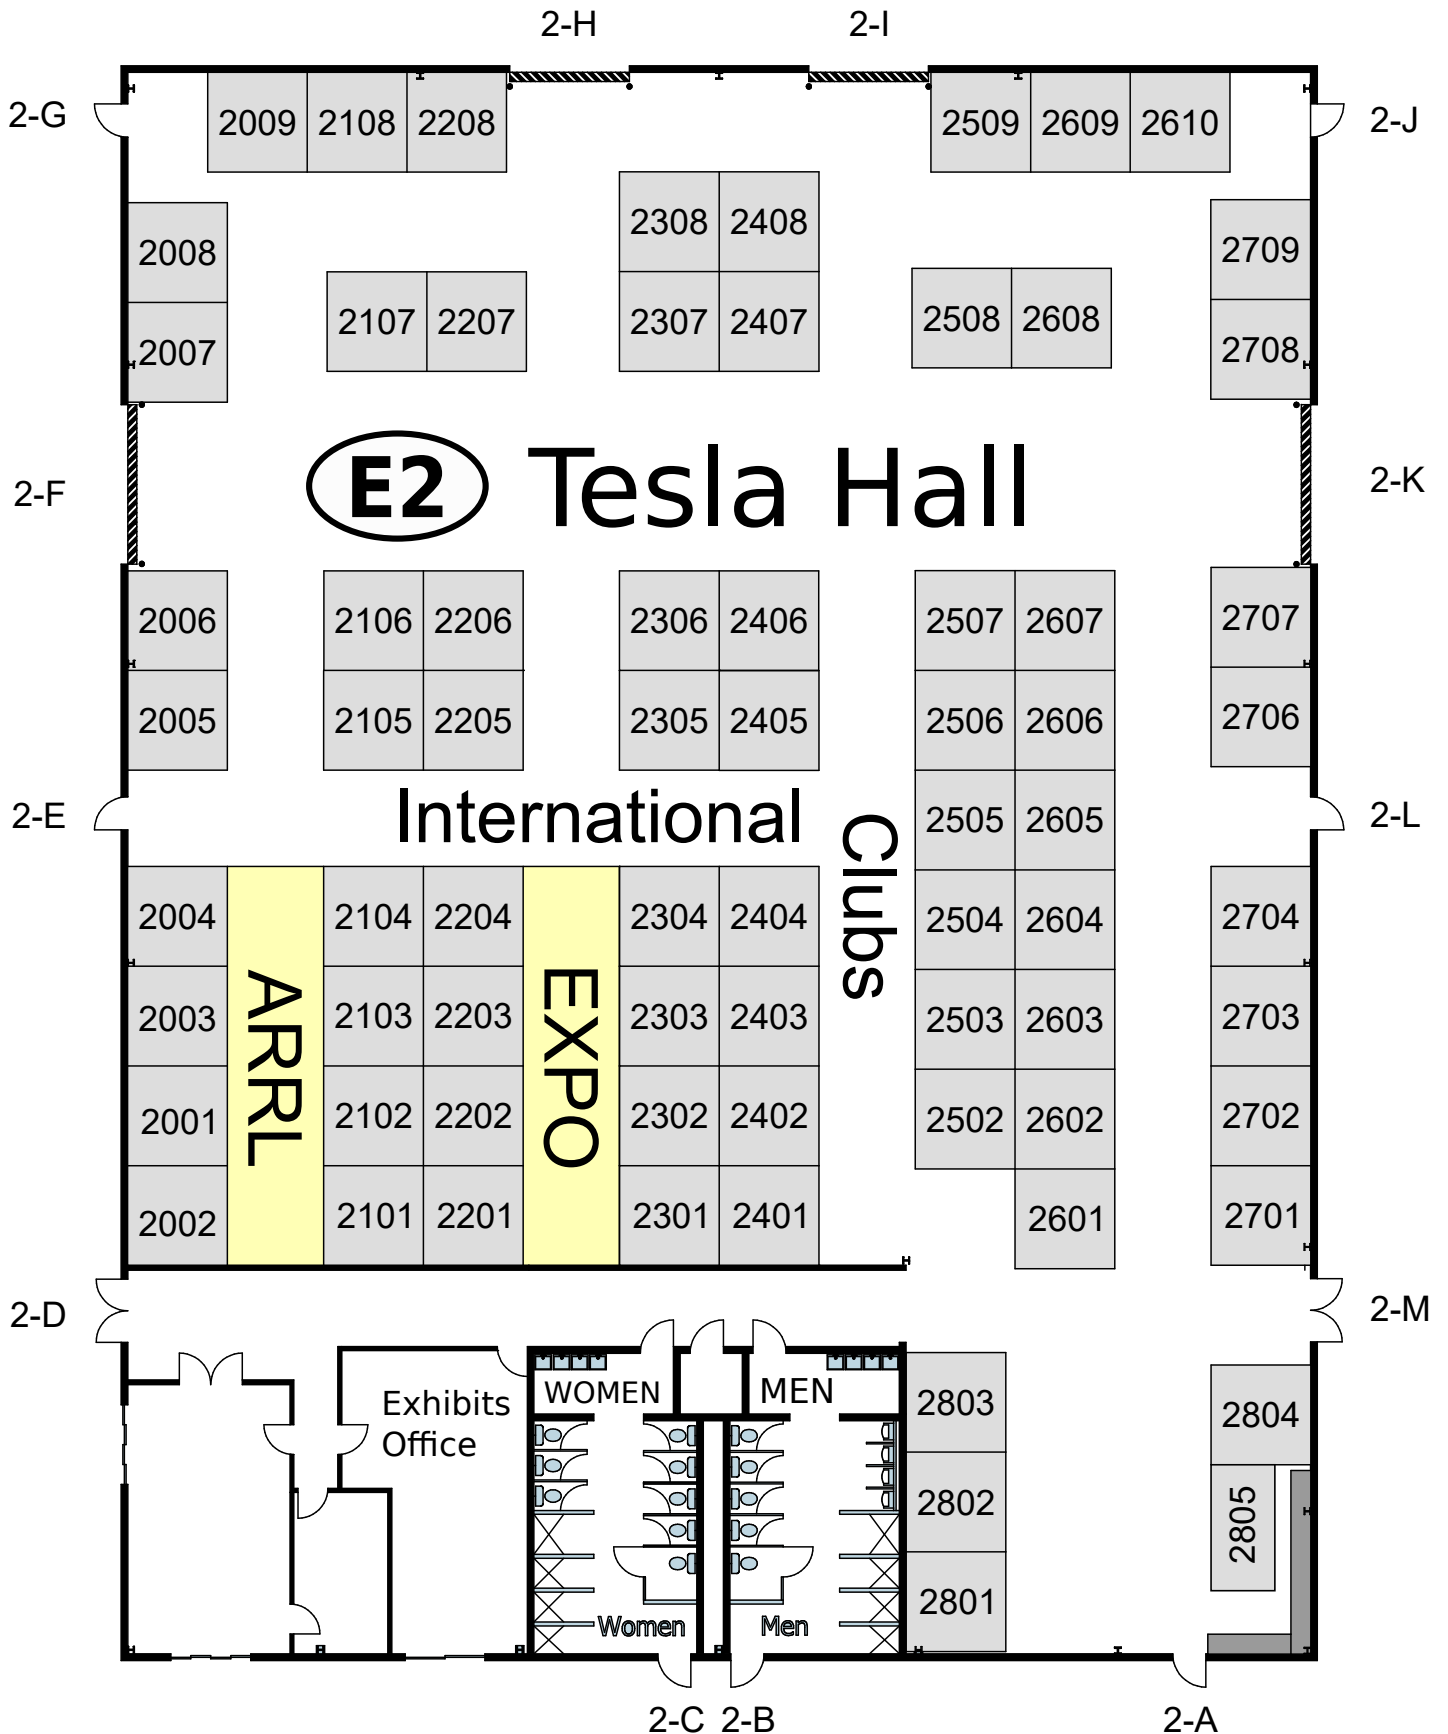 2-H 2-I
2-G 2009 2108 2208 2509 2609 2610 2-J
2308 2408
2008 2709
2107 2207 2307 2407 2508 2608
2007 2708
E2 Tesla Hall
2-F 2-K
2006 2106 2206 2306 2406 2507 2607 2707
2005 2105 2205 2305 2405 2506 2606 2706
2-E International 2505 2605 2-L
Clubs
2004 2104 2204 2304 2404 2504 2604 2704
ARRL
EXPO
2003 2103 2203 2303 2403 2503 2603 2703
2001 2102 2202 2302 2402 2502 2602 2702
2002 2101 2201 2301 2401 2601 2701
2-D 2-M
Exhibits
Office
WOMEN MEN
2803 2804
2802 2805
2801
Women Men
2-C 2-B 2-A